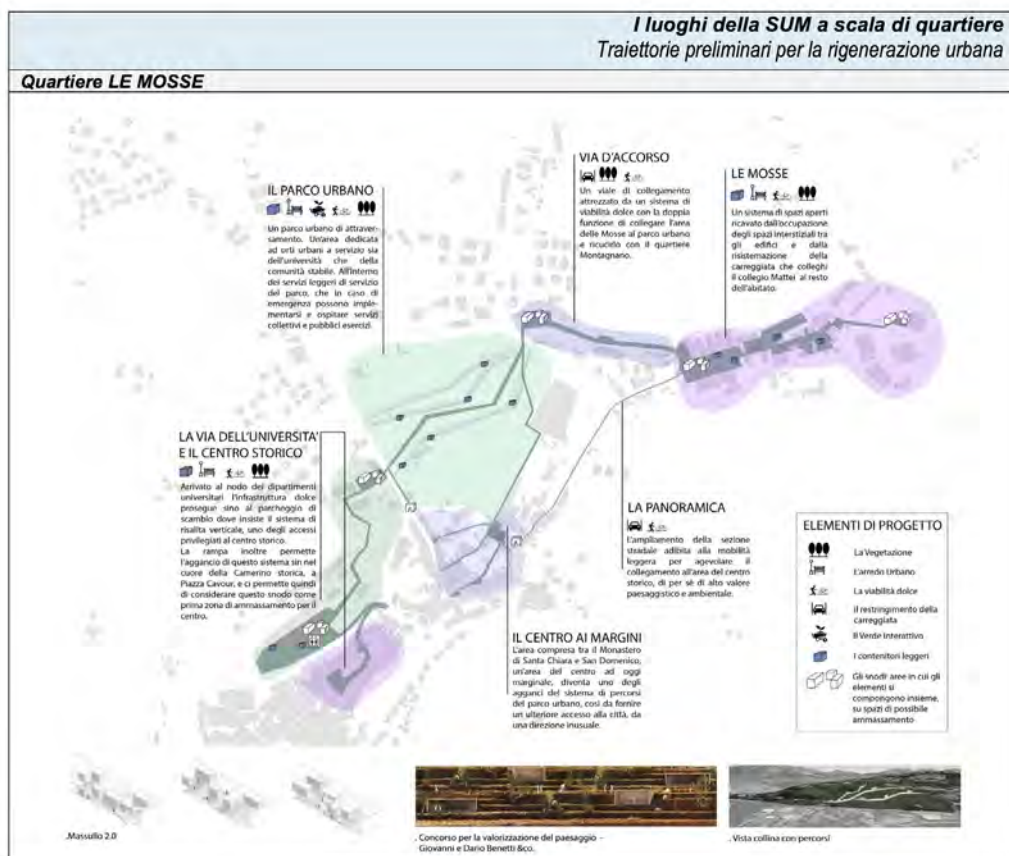 I luoghi della SUM a scala di quartiere
Traiettorie preliminari per la rigenerazione urbana
Quartiere LE MOSSE
VIA D'ACCORSO
Un viale di collegamento
attrezzato da un sistema di
viabilità dolce con la doppia
funzione di collegare l'area
delle Mosse al parco urbano
e ricucirlo con il quartiere
Montagnano.
LE MOSSE
Un sistema di spazi aperti
ricavato dall'occupazione
degli spazi interstiziali tra
gli edifici e dalla
risistemazione della
carreggiata che colleghi
il collegio Mattei al resto
dell'abitato.
IL PARCO URBANO
Un parco urbano di attraver-
samento. Un'area dedicata
ad orti urbani a servizio sia
dell'università che della
comunità stabile. All'interno
dei servizi leggeri di servizio
del parco, che in caso di
emergenza possono imple-
mentarsi e ospitare servizi
collettivi e pubblici esercizi.
LA VIA DELL'UNIVERSITA'
E IL CENTRO STORICO
Arrivato al nodo dei dipartimenti
universitari l'infrastruttura dolce
prosegue sino al parcheggio di
scambio dove insiste il sistema di
risalita verticale, uno degli accessi
privilegiati al centro storico.
La rampa inoltre permette
l'aggancio di questo sistema sin nel
cuore della Camerino storica, a
Piazza Cavour, e ci permette quindi
di considerare questo snodo come
prima zona di ammassamento per il
centro.
LA PANORAMICA
L'ampliamento della sezione
stradale adibita alla mobilità
leggera per agevolare il
collegamento all'area del centro
storico, di per sè di alto valore
paesaggistico e ambientale.
IL CENTRO AI MARGINI
L'area compresa tra il Monastero
di Santa Chiara e San Domenico,
un'area del centro ad oggi
marginale, diventa uno degli
agganci del sistema di percorsi
del parco urbano, così da fornire
un ulteriore accesso alla città, da
una direzione inusuale.
ELEMENTI DI PROGETTO
La Vegetazione
L'arredo Urbano
La viabilità dolce
Il restringimento della
carreggiata
Il Verde Interattivo
I contenitori leggeri
Gli snodi: aree in cui gli
elementi si
compongono insieme,
su spazi di possibile
ammassamento
.Massullo 2.0
. Concorso per la valorizzazione del paesaggio -
Giovanni e Dario Benetti &co.
. Vista collina con percorsi